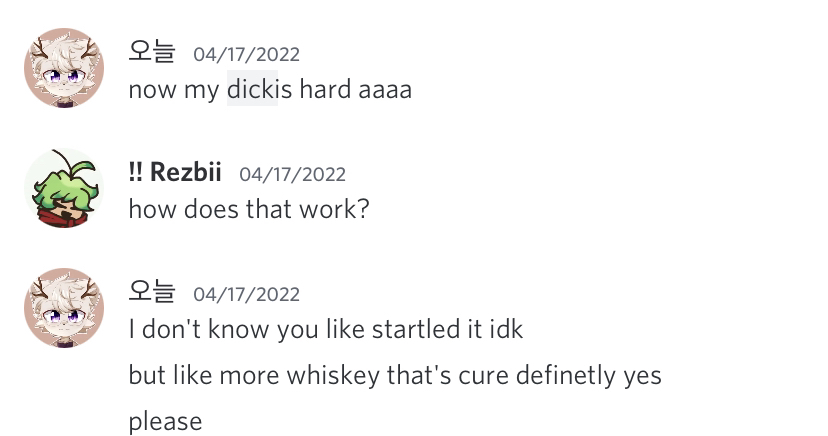 오늘 04/17/2022
now my dickis hard aaaa
!! Rezbii 04/17/2022
how does that work?
오늘 04/17/2022
I don't know you like startled it idk
but like more whiskey that's cure definetly yes
please